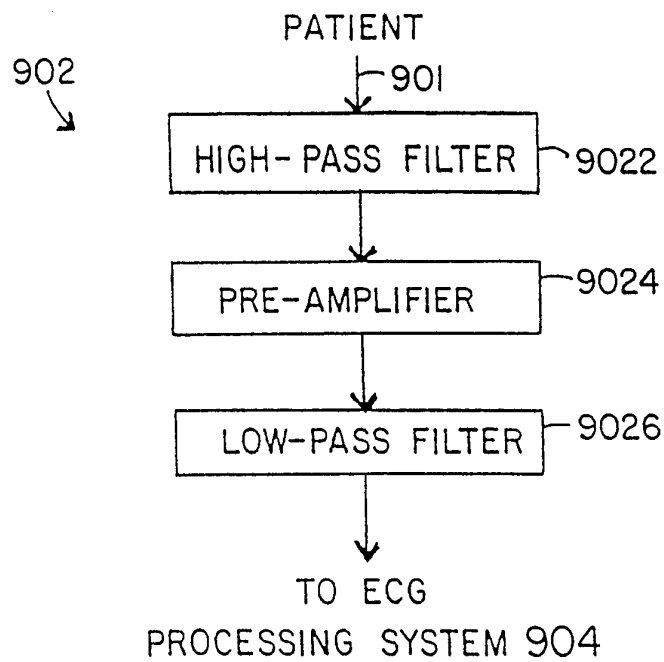 PATIENT
902
901
HIGH-PASS FILTER
9022
PRE-AMPLIFIER
9024
LOW-PASS FILTER
9026
TO ECG
PROCESSING SYSTEM 904